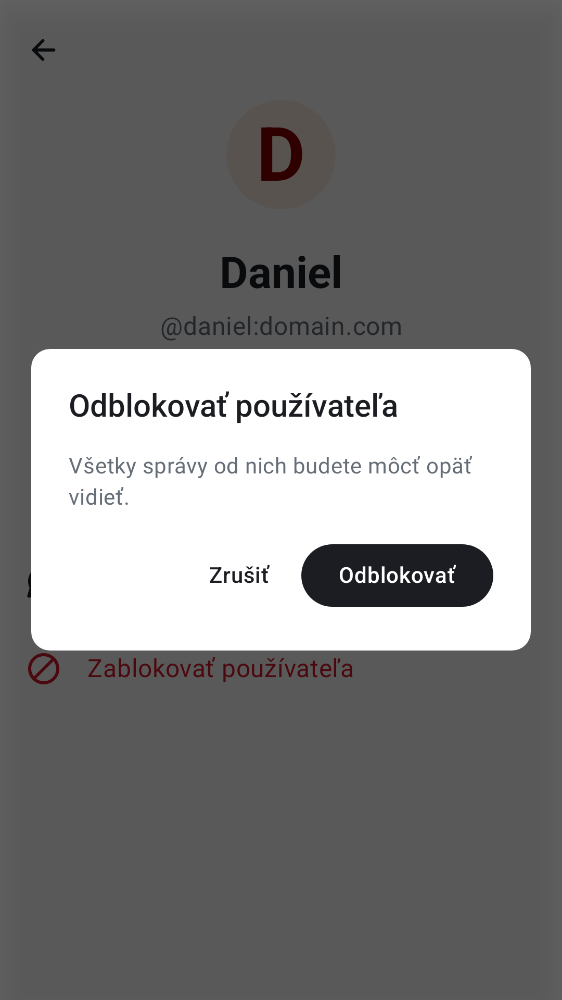 D
Daniel
@daniel:domain.com
Odblokovať používateľa
Všetky správy od nich budete môcť opäť
vidieť.
Zrušiť
Odblokovať
Zablokovať používateľa